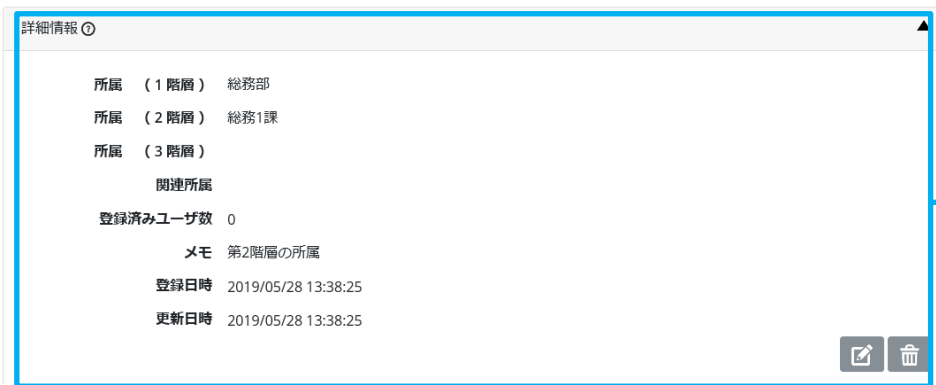 詳細情報 ?
所属 (1階層) 総務部
所属 (2階層) 総務1課
所属 (3階層)
関連所属
登録済みユーザ数 0
メモ 第2階層の所属
登録日時 2019/05/28 13:38:25
更新日時 2019/05/28 13:38:25